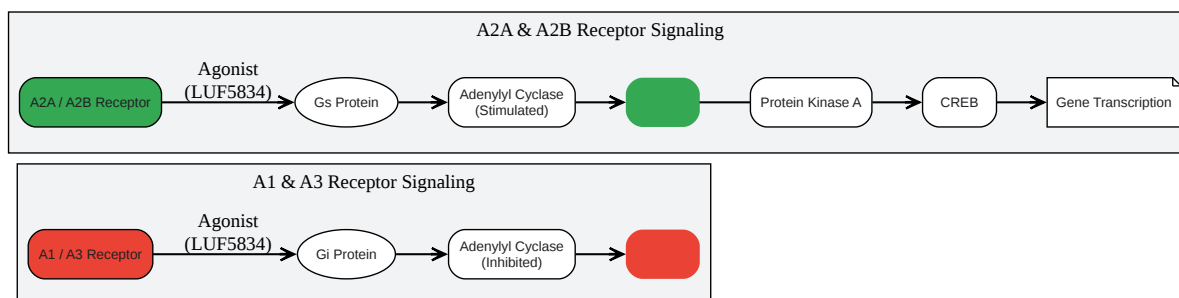 A2A & A2B Receptor Signaling
Agonist
(LUF5834)
A2A / A2B Receptor
Gs Protein
Adenylyl Cyclase
(Stimulated)
Protein Kinase A
CREB
Gene Transcription
A1 & A3 Receptor Signaling
Agonist
(LUF5834)
A1 / A3 Receptor
Gi Protein
Adenylyl Cyclase
(Inhibited)